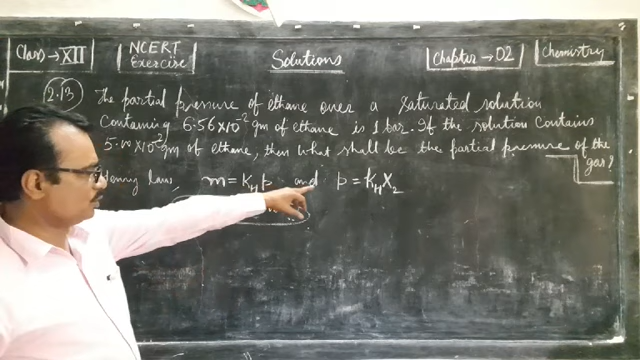 Class → XII
NCERT
Exercise
Solutions
Chapter → 02
Chemistry
2.13 The partial pressure of ethane over a saturated solution
containing 6.56×10⁻² gm of ethane is 1 bar. If the solution contains
5.00×10⁻² gm of ethane, then what shall be the partial pressure of the
gas?
Henry law, m = K_H p and p = K_H X₂